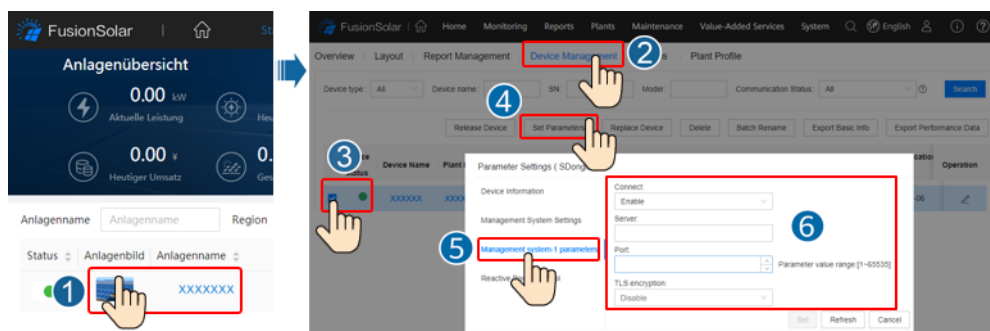 FusionSolar
Anlagenübersicht
0.00 kW
Aktuelle Leistung
0.00 ¥
Heutiger Umsatz
0.
Anlagenname Anlagenname Region
Status Anlagenbild Anlagenname
1
XXXXXXX
FusionSolar Home Monitoring Reports Plants Maintenance Value-Added Services System English
Overview Layout Report Management Device Management 2 Plant Profile
Device type: All Device name: SN: Model: Communication Status: All Search
4
Release Device Set Parameters Replace Device Delete Batch Rename Export Basic Info Export Performance Data
3
Status Device Name Plant Operation
XXXXXX XXXX -06
Parameter Settings ( SDong
Device Information
Management System Settings
5
Management system-1 parameters
Reactive
Connect:
Enable
Server:
6
Port:
Parameter value range:[1~65535]
TLS encryption:
Disable
Set Refresh Cancel